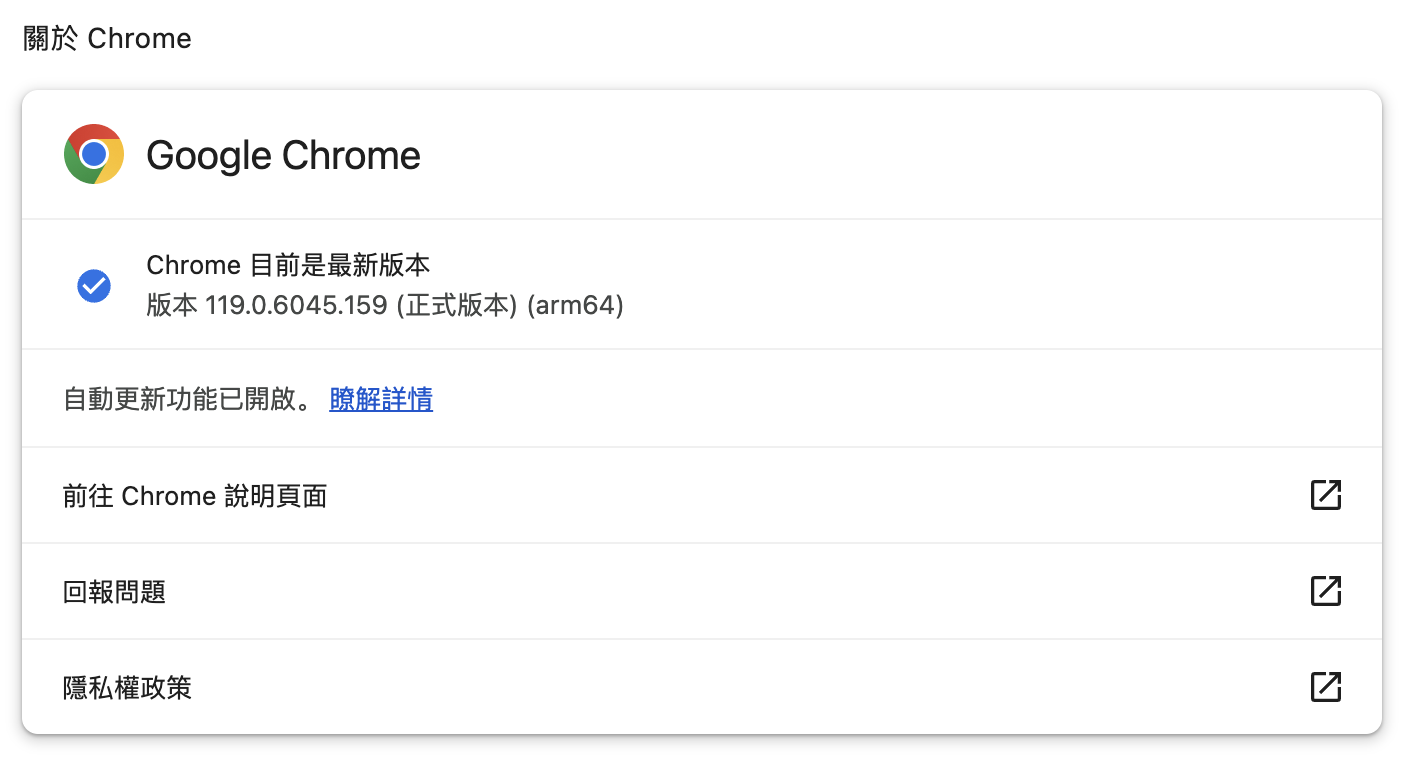 關於 Chrome
Google Chrome
Chrome 目前是最新版本
版本 119.0.6045.159 (正式版本) (arm64)
自動更新功能已開啟。 瞭解詳情
前往 Chrome 說明頁面
回報問題
隱私權政策